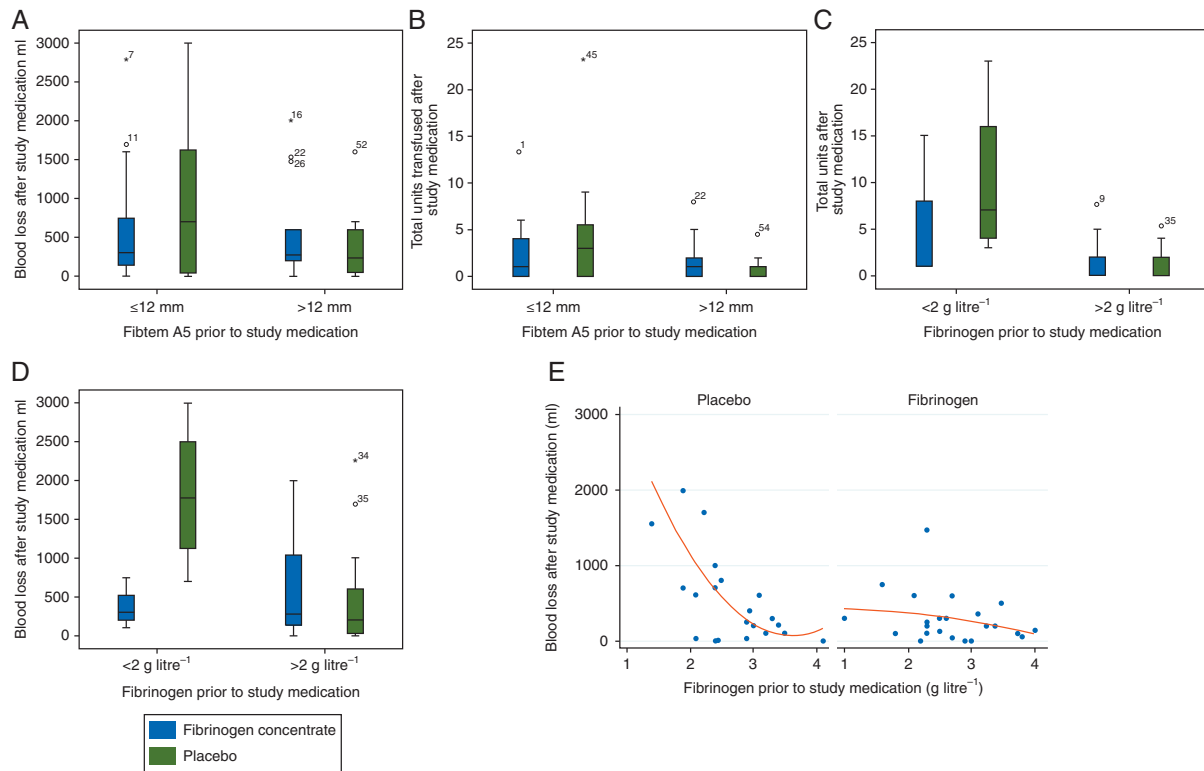 A
Blood loss after study medication ml
3000
2500
2000
1500
1000
500
0
*7
11
*16
22
26
52
≤12 mm
>12 mm
Fibtem A5 prior to study medication
B
Total units transfused after
study medication
25
20
15
10
5
0
1
*45
22
54
≤12 mm
>12 mm
Fibtem A5 prior to study medication
C
Total units after
study medication
25
20
15
10
5
0
9
35
<2 g litre⁻¹
>2 g litre⁻¹
Fibrinogen prior to study medication
D
Blood loss after study medication ml
3000
2500
2000
1500
1000
500
0
*34
35
<2 g litre⁻¹
>2 g litre⁻¹
Fibrinogen prior to study medication
Fibrinogen concentrate
Placebo
E
Placebo
Fibrinogen
Blood loss after study medication (ml)
3000
2000
1000
0
1 2 3 4 1 2 3 4
Fibrinogen prior to study medication (g litre⁻¹)